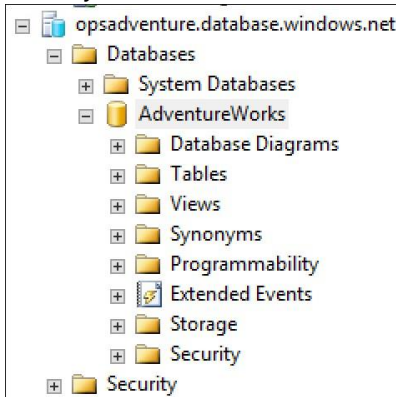 opsadventure.database.windows.net
Databases
System Databases
AdventureWorks
Database Diagrams
Tables
Views
Synonyms
Programmability
Extended Events
Storage
Security
Security